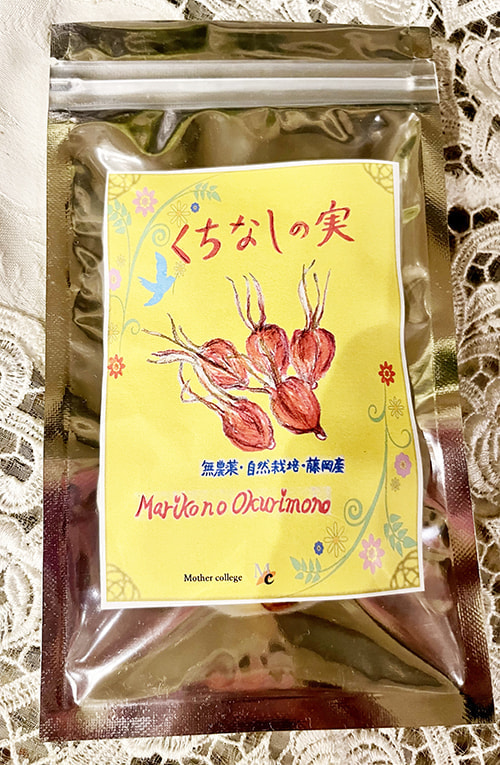 くちなしの実
無農薬・自然栽培・藤岡産
Marikono Okurimono
Mother college MC